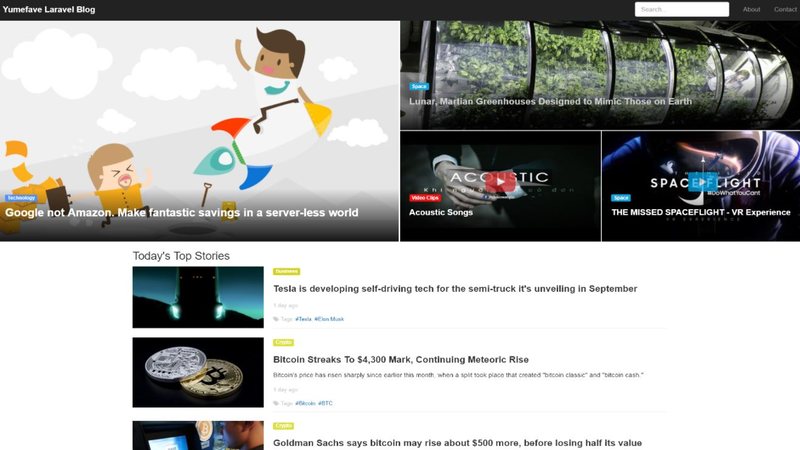 Yumefave Laravel Blog
Search
About
Contact
Technology
Google not Amazon. Make fantastic savings in a server-less world
Space
Lunar, Martian Greenhouses Designed to Mimic Those on Earth
ACOUSTIC
Video Clips
Acoustic Songs
SPACEFLIGHT
#DoWhatYouCant
VR EXPERIENCE
Space
THE MISSED SPACEFLIGHT - VR Experience
Today's Top Stories
Business
Tesla is developing self-driving tech for the semi-truck it's unveiling in September
1 day ago
Tags: #Tesla #Elon Musk
Crypto
Bitcoin Streaks To $4,300 Mark, Continuing Meteoric Rise
Bitcoin's price has risen sharply since earlier this month, when a split took place that created "bitcoin classic" and "bitcoin cash."
1 day ago
Tags: #Bitcoin #BTC
Crypto
Goldman Sachs says bitcoin may rise about $500 more, before losing half its value